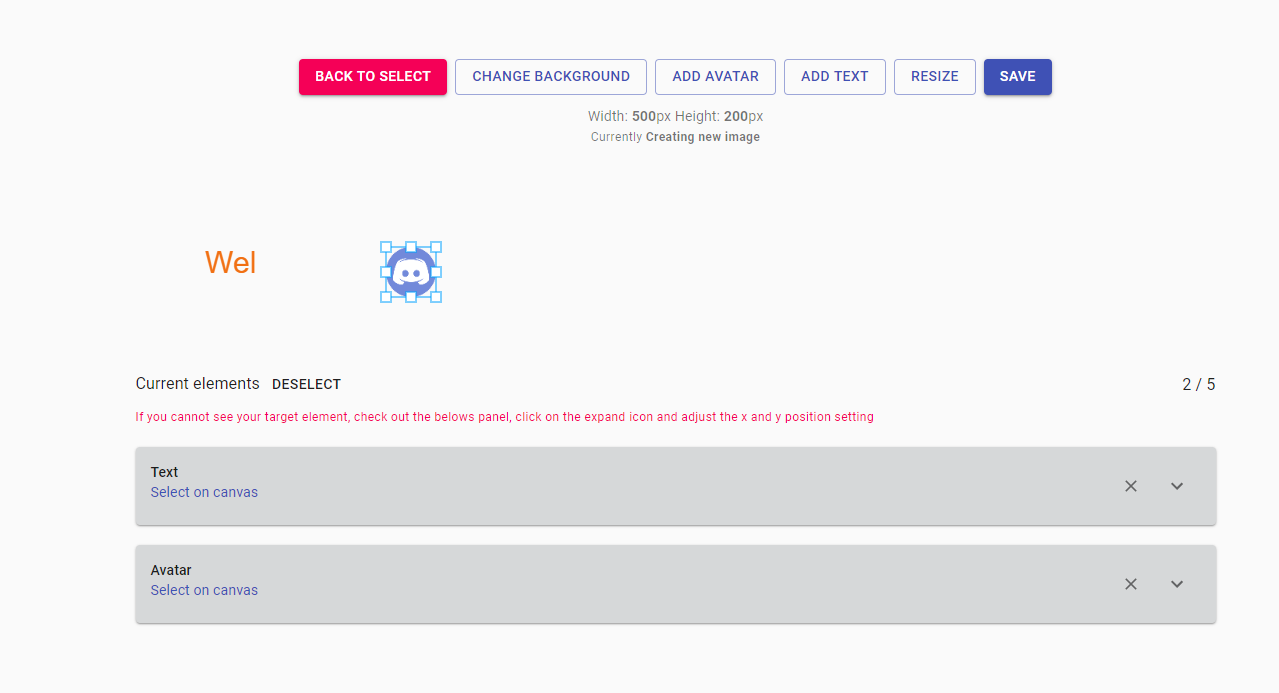 BACK TO SELECT CHANGE BACKGROUND ADD AVATAR ADD TEXT RESIZE SAVE
Width: 500px Height: 200px
Currently Creating new image
Wel
Current elements DESELECT 2 / 5
If you cannot see your target element, check out the belows panel, click on the expand icon and adjust the x and y position setting
Text
Select on canvas
Avatar
Select on canvas